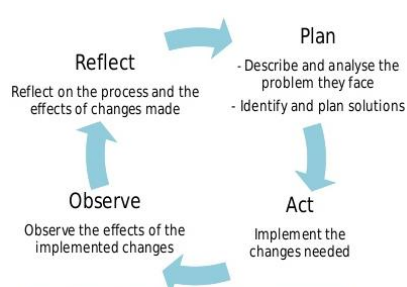 Plan
- Describe and analyse the
problem they face
- Identify and plan solutions
Act
Implement the
changes needed
Observe
Observe the effects of the
implemented changes
Reflect
Reflect on the process and the
effects of changes made